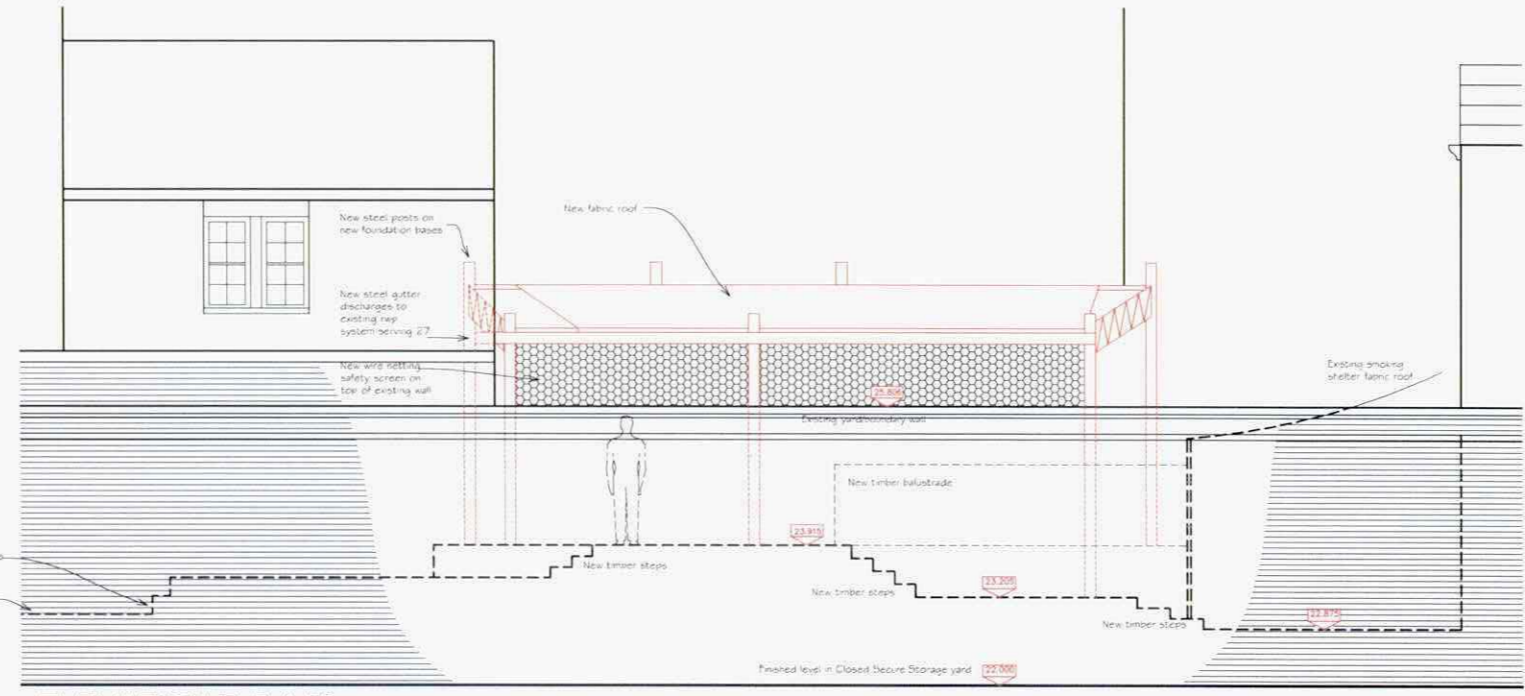 New steel posts on
new foundation bases
New fabric roof
New steel gutter
discharges to
existing rwp
system serving 27
New wire netting
safety screen on
top of existing wall
Existing smoking
shelter fabric roof
25.806
Existing yard/boundary wall
New timber balustrade
23.915
New timber steps
New timber steps
23.205
New timber steps
22.875
Finished level in Closed Secure Storage yard
22.000